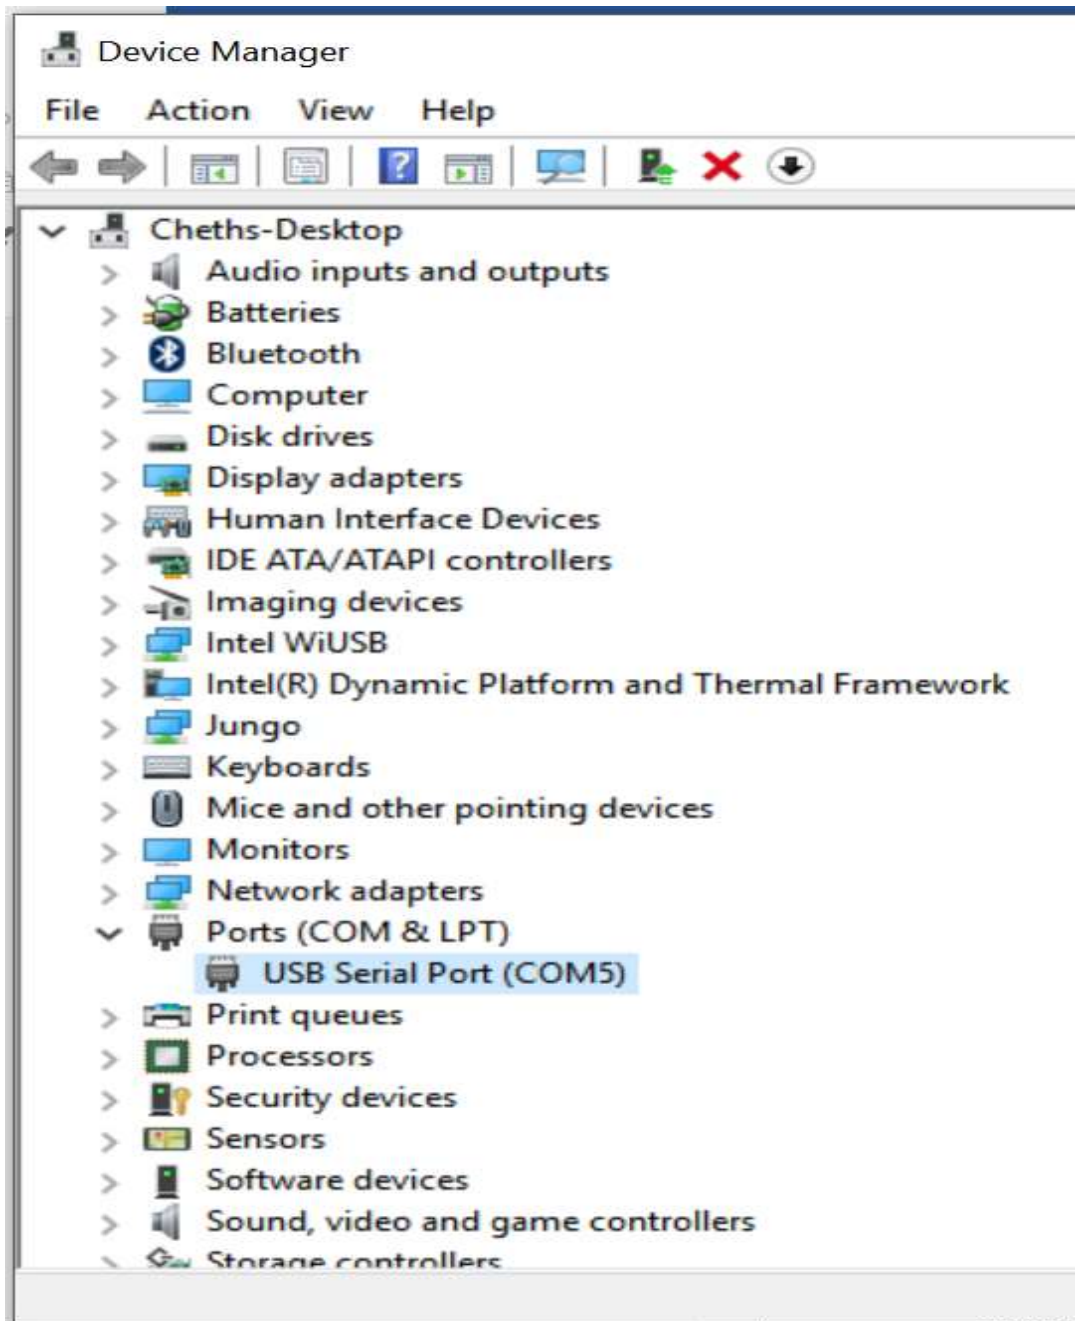 Device Manager
File Action View Help
Cheths-Desktop
Audio inputs and outputs
Batteries
Bluetooth
Computer
Disk drives
Display adapters
Human Interface Devices
IDE ATA/ATAPI controllers
Imaging devices
Intel WiUSB
Intel(R) Dynamic Platform and Thermal Framework
Jungo
Keyboards
Mice and other pointing devices
Monitors
Network adapters
Ports (COM & LPT)
USB Serial Port (COM5)
Print queues
Processors
Security devices
Sensors
Software devices
Sound, video and game controllers
Storage controllers